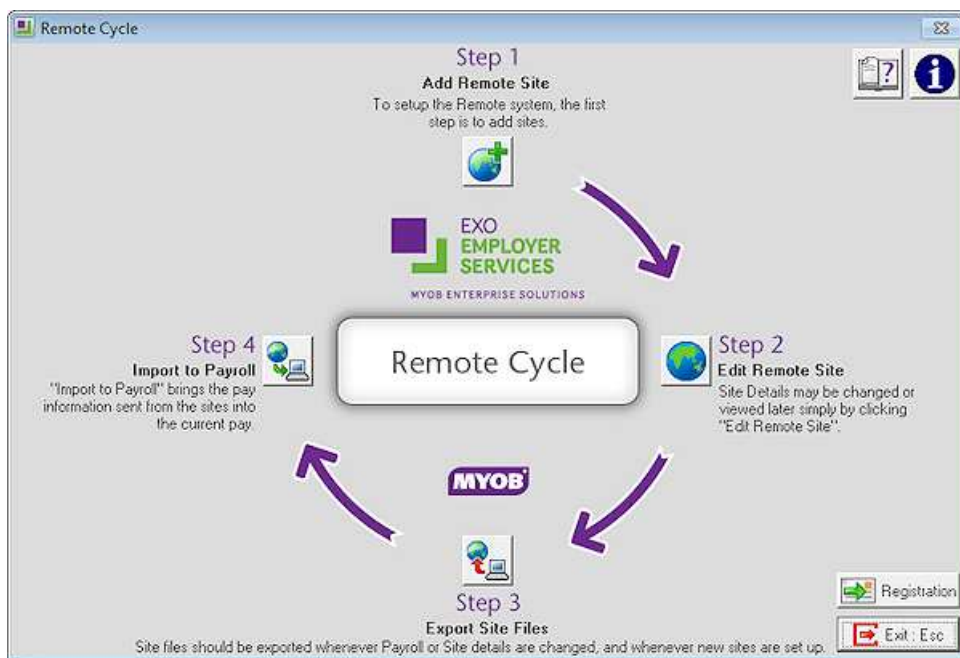 Remote Cycle
Step 1
Add Remote Site
To setup the Remote system, the first
step is to add sites.
EXO
EMPLOYER
SERVICES
MYOB ENTERPRISE SOLUTIONS
Remote Cycle
Step 2
Edit Remote Site
Site Details may be changed or
viewed later simply by clicking
"Edit Remote Site".
Step 3
Export Site Files
Site files should be exported whenever Payroll or Site details are changed, and whenever new sites are set up.
Step 4
Import to Payroll
"Import to Payroll" brings the pay
information sent from the sites into
the current pay.
MYOB
Registration
Exit : Esc